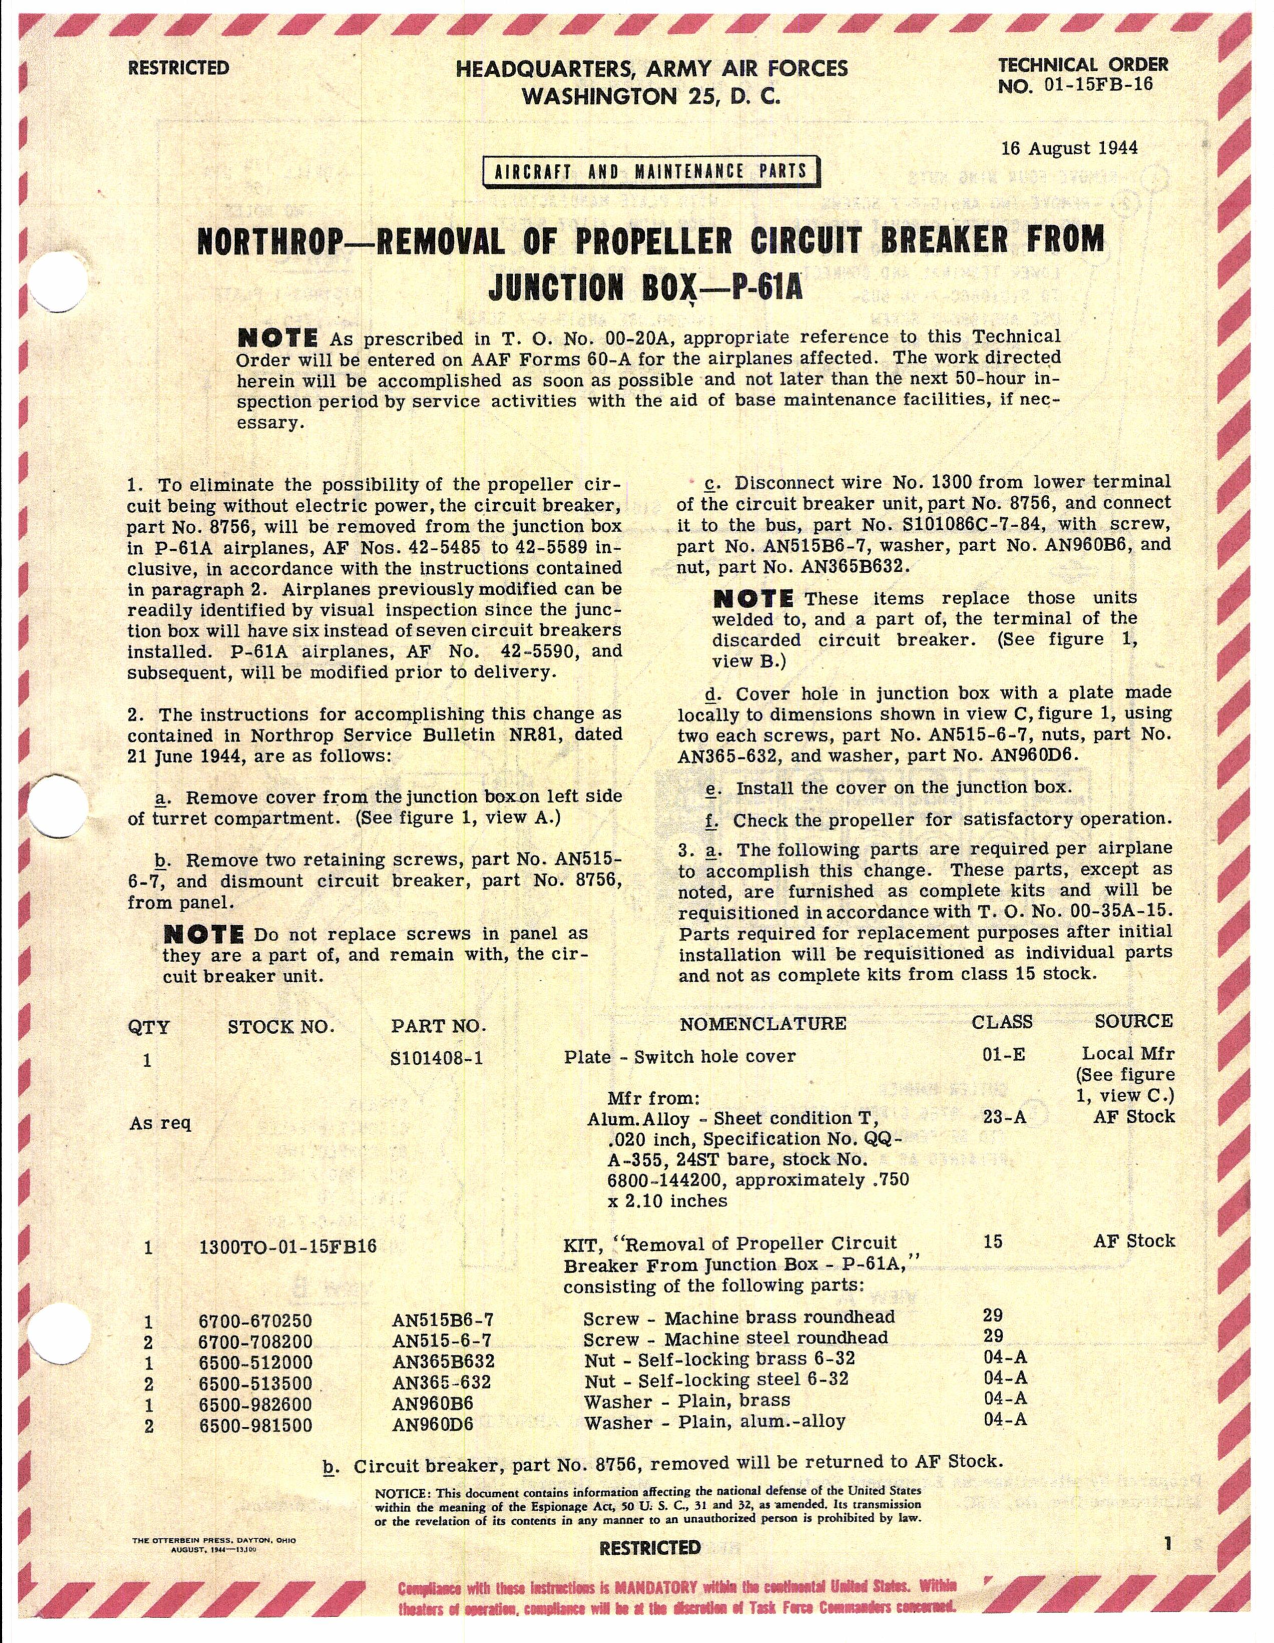 RESTRICTED
HEADQUARTERS, ARMY AIR FORCES
WASHINGTON 25, D. C.
TECHNICAL ORDER
NO. 01-15FB-16
16 August 1944
AIRCRAFT AND MAINTENANCE PARTS
NORTHROP—REMOVAL OF PROPELLER CIRCUIT BREAKER FROM
JUNCTION BOX—P-61A
NOTE As prescribed in T. O. No. 00-20A, appropriate reference to this Technical
Order will be entered on AAF Forms 60-A for the airplanes affected. The work directed
herein will be accomplished as soon as possible and not later than the next 50-hour in-
spection period by service activities with the aid of base maintenance facilities, if nec-
essary.
1. To eliminate the possibility of the propeller cir-
cuit being without electric power, the circuit breaker,
part No. 8756, will be removed from the junction box
in P-61A airplanes, AF Nos. 42-5485 to 42-5589 in-
clusive, in accordance with the instructions contained
in paragraph 2. Airplanes previously modified can be
readily identified by visual inspection since the junc-
tion box will have six instead of seven circuit breakers
installed. P-61A airplanes, AF No. 42-5590, and
subsequent, will be modified prior to delivery.
2. The instructions for accomplishing this change as
contained in Northrop Service Bulletin NR81, dated
21 June 1944, are as follows:
a. Remove cover from the junction box on left side
of turret compartment. (See figure 1, view A.)
b. Remove two retaining screws, part No. AN515-
6-7, and dismount circuit breaker, part No. 8756,
from panel.
NOTE Do not replace screws in panel as
they are a part of, and remain with, the cir-
cuit breaker unit.
c. Disconnect wire No. 1300 from lower terminal
of the circuit breaker unit, part No. 8756, and connect
it to the bus, part No. S101086C-7-84, with screw,
part No. AN515B6-7, washer, part No. AN960B6, and
nut, part No. AN365B632.
NOTE These items replace those units
welded to, and a part of, the terminal of the
discarded circuit breaker. (See figure 1,
view B.)
d. Cover hole in junction box with a plate made
locally to dimensions shown in view C, figure 1, using
two each screws, part No. AN515-6-7, nuts, part No.
AN365-632, and washer, part No. AN960D6.
e. Install the cover on the junction box.
f. Check the propeller for satisfactory operation.
3. a. The following parts are required per airplane
to accomplish this change. These parts, except as
noted, are furnished as complete kits and will be
requisitioned in accordance with T. O. No. 00-35A-15.
Parts required for replacement purposes after initial
installation will be requisitioned as individual parts
and not as complete kits from class 15 stock.
QTY STOCK NO. PART NO. NOMENCLATURE CLASS SOURCE
1 S101408-1 Plate - Switch hole cover 01-E Local Mfr
(See figure
Mfr from: 1, view C.)
As req Alum. Alloy - Sheet condition T, 23-A AF Stock
.020 inch, Specification No. QQ-
A-355, 24ST bare, stock No.
6800-144200, approximately .750
x 2.10 inches
1 1300TO-01-15FB16 KIT, "Removal of Propeller Circuit 15 AF Stock
Breaker From Junction Box - P-61A,"
consisting of the following parts:
1 6700-670250 AN515B6-7 Screw - Machine brass roundhead 29
2 6700-708200 AN515-6-7 Screw - Machine steel roundhead 29
1 6500-512000 AN365B632 Nut - Self-locking brass 6-32 04-A
2 6500-513500 AN365-632 Nut - Self-locking steel 6-32 04-A
1 6500-982600 AN960B6 Washer - Plain, brass 04-A
2 6500-981500 AN960D6 Washer - Plain, alum.-alloy 04-A
b. Circuit breaker, part No. 8756, removed will be returned to AF Stock.
NOTICE: This document contains information affecting the national defense of the United States
within the meaning of the Espionage Act, 50 U. S. C., 31 and 32, as amended. Its transmission
or the revelation of its contents in any manner to an unauthorized person is prohibited by law.
THE OTTERBEIN PRESS, DAYTON, OHIO
AUGUST, 1944—13,100
RESTRICTED
1
Compliance with these instructions is MANDATORY within the continental United States. Within
theaters of operation, compliance will be at the discretion of Task Force Commanders concerned.